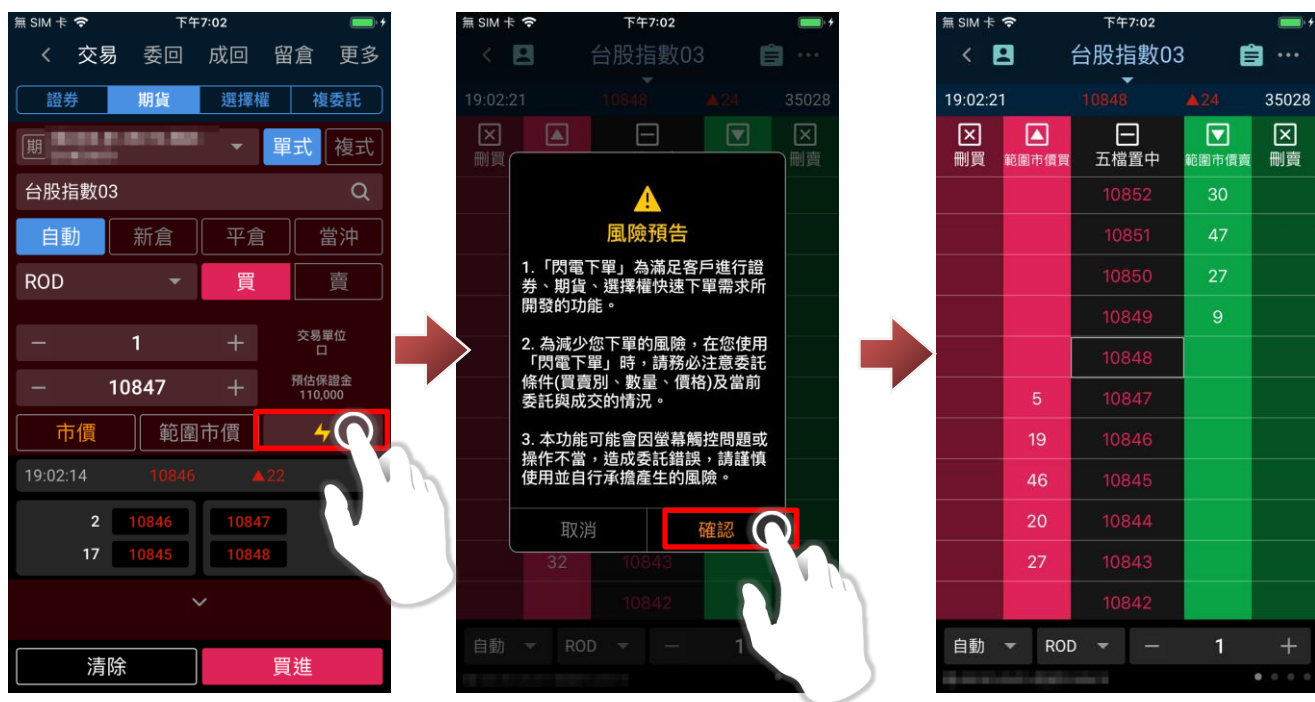 無 SIM 卡 下午7:02
交易 委回 成回 留倉 更多
證券 期貨 選擇權 複委託
期 單式 複式
台股指數03
自動 新倉 平倉 當沖
ROD 買 賣
− 1 + 交易單位
口
− 10847 + 預估保證金
110,000
市價 範圍市價
19:02:14 10846 ▲22
2 10846 10847
17 10845 10848
清除 買進
無 SIM 卡 下午7:02
台股指數03
19:02:21 10848 ▲24 35028
刪買 刪賣
風險預告
1.「閃電下單」為滿足客戶進行證
券、期貨、選擇權快速下單需求所
開發的功能。
2. 為減少您下單的風險，在您使用
「閃電下單」時，請務必注意委託
條件(買賣別、數量、價格)及當前
委託與成交的情況。
3. 本功能可能會因螢幕觸控問題或
操作不當，造成委託錯誤，請謹慎
使用並自行承擔產生的風險。
取消 確認
32 10843
10842
自動 ROD − 1
無 SIM 卡 下午7:02
台股指數03
19:02:21 10848 ▲24 35028
刪買 範圍市價買 五檔置中 範圍市價賣 刪賣
10852 30
10851 47
10850 27
10849 9
10848
5 10847
19 10846
46 10845
20 10844
27 10843
10842
自動 ROD − 1 +